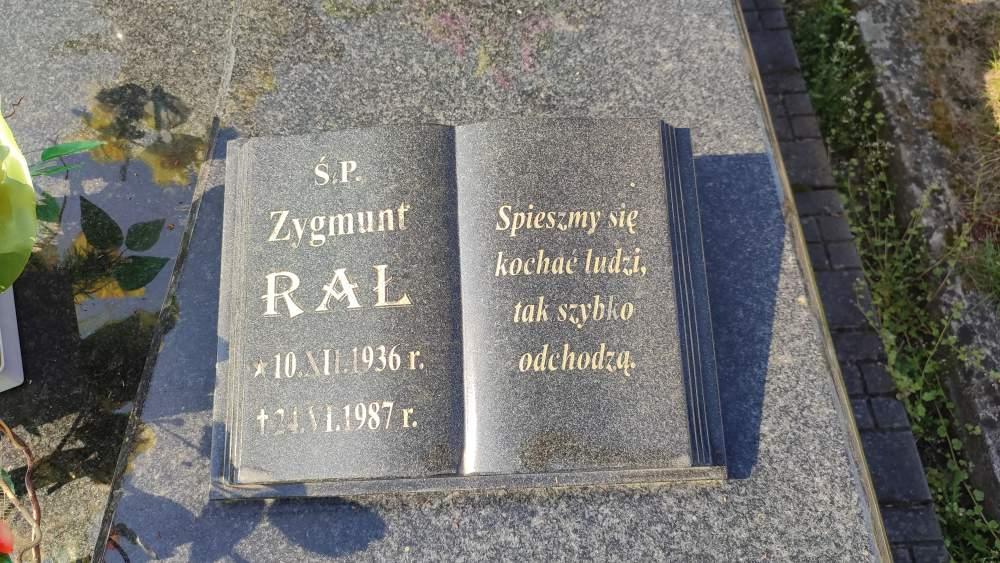 Ś.P.
Zygmunt
RAŁ
★10.XII.1936 r.
✝24.VI.1987 r.
Spieszmy się
kochać ludzi,
tak szybko
odchodzą.